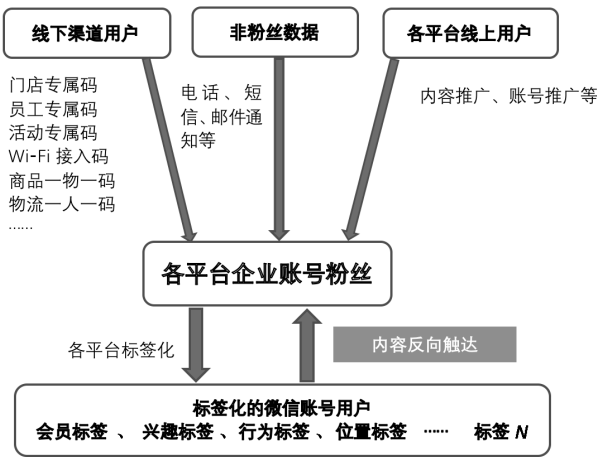 线下渠道用户
非粉丝数据
各平台线上用户
门店专属码
员工专属码
活动专属码
Wi-Fi 接入码
商品一物一码
物流一人一码
……
电话、短
信、邮件通
知等
内容推广、账号推广等
各平台企业账号粉丝
各平台标签化
内容反向触达
标签化的微信账号用户
会员标签 、 兴趣标签 、行为标签 、位置标签 …… 标签 N